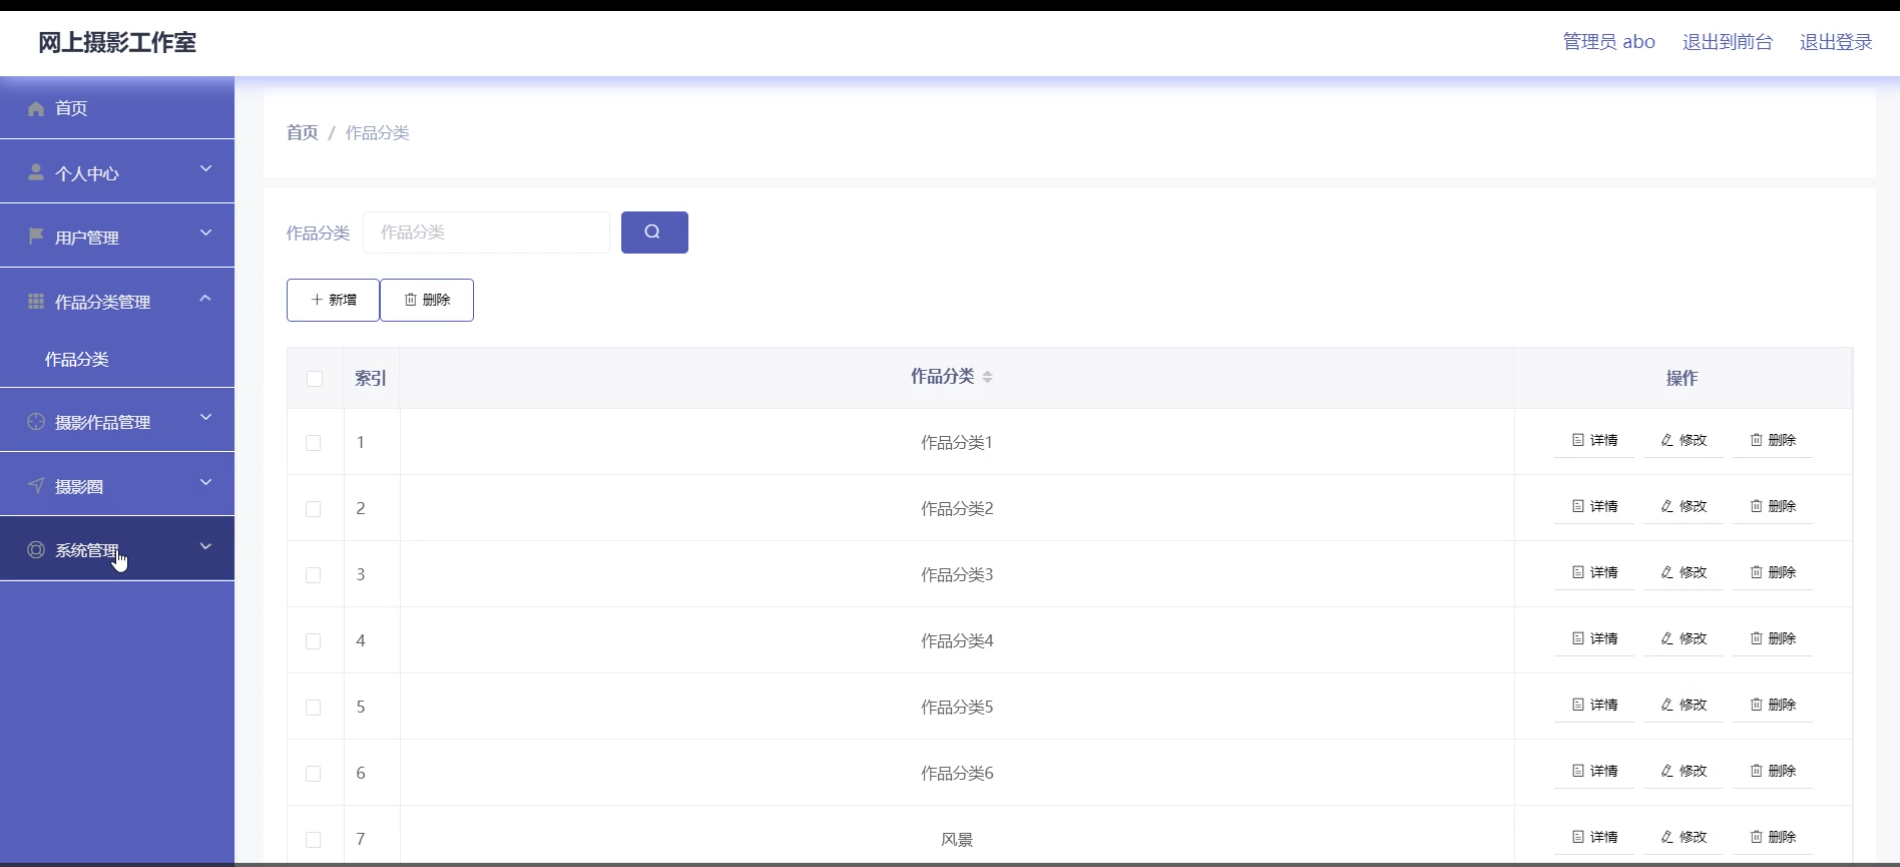 网上摄影工作室
管理员 abo 退出到前台 退出登录
首页
个人中心
用户管理
作品分类管理
作品分类
摄影作品管理
摄影圈
系统管理
首页 / 作品分类
作品分类 作品分类
新增 删除
索引 作品分类 操作
1 作品分类1 详情 修改 删除
2 作品分类2 详情 修改 删除
3 作品分类3 详情 修改 删除
4 作品分类4 详情 修改 删除
5 作品分类5 详情 修改 删除
6 作品分类6 详情 修改 删除
7 风景 详情 修改 删除